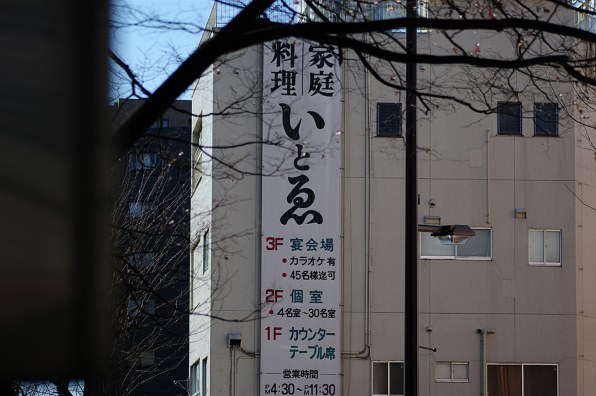 家庭料理
いとゑ
3F 宴会場
•カラオケ有
•45名様迄可
2F 個室
•4名室~30名室
1F カウンター
テーブル席
営業時間
PM4:30~PM11:30